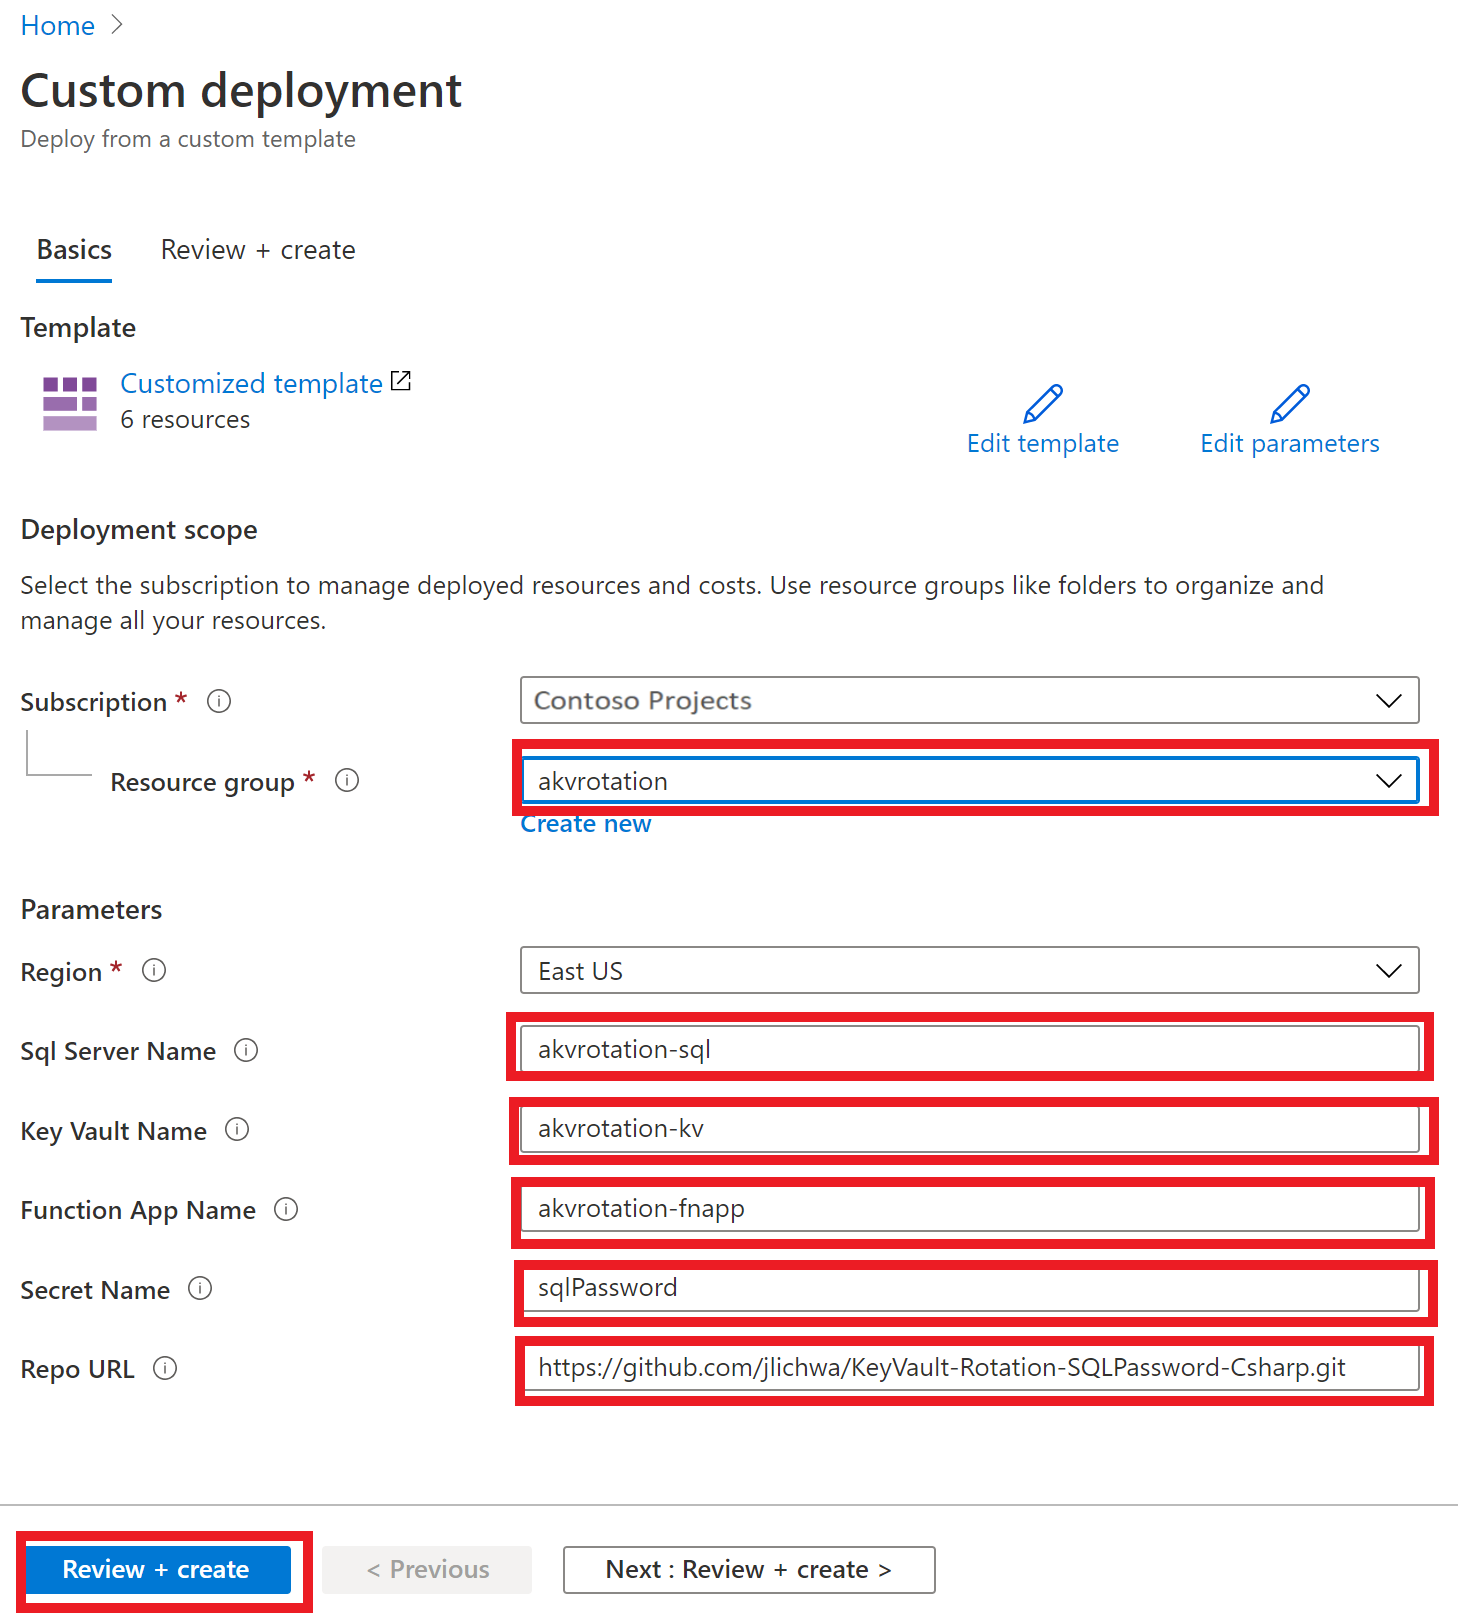 Home >
Custom deployment
Deploy from a custom template
Basics Review + create
Template
Customized template
6 resources
Edit template Edit parameters
Deployment scope
Select the subscription to manage deployed resources and costs. Use resource groups like folders to organize and
manage all your resources.
Subscription * Contoso Projects
Resource group * akvrotation
Create new
Parameters
Region * East US
Sql Server Name akvrotation-sql
Key Vault Name akvrotation-kv
Function App Name akvrotation-fnapp
Secret Name sqlPassword
Repo URL https://github.com/jlichwa/KeyVault-Rotation-SQLPassword-Csharp.git
Review + create < Previous Next : Review + create >